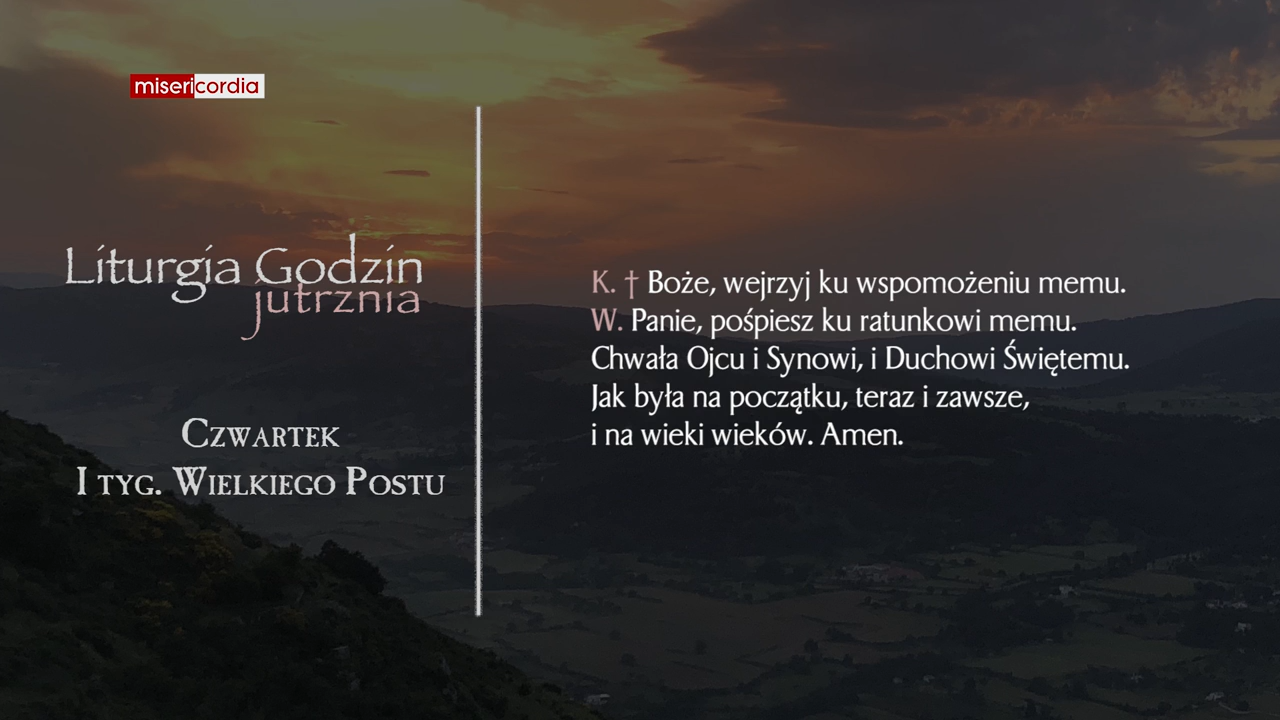 misericordia
Liturgia Godzin
jutrznia
Czwartek
I tyg. Wielkiego Postu
K. † Boże, wejrzyj ku wspomożeniu memu.
W. Panie, pośpiesz ku ratunkowi memu.
Chwała Ojcu i Synowi, i Duchowi Świętemu.
Jak była na początku, teraz i zawsze,
i na wieki wieków. Amen.